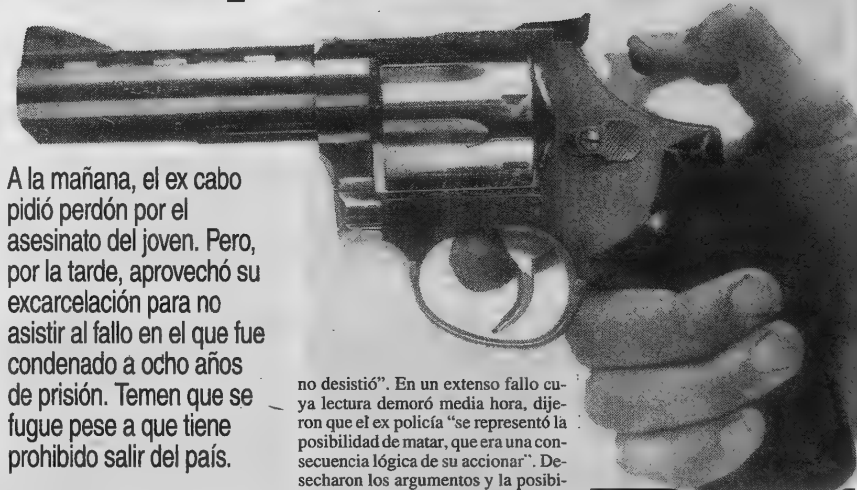 A la mañana, el ex cabo
pidió perdón por el
asesinato del joven. Pero,
por la tarde, aprovechó su
excarcelación para no
asistir al fallo en el que fue
condenado a ocho años
de prisión. Temen que se
fugue pese a que tiene
prohibido salir del país.
no desistió”. En un extenso fallo cu-
ya lectura demoró media hora, dije-
ron que el ex policía “se representó la
posibilidad de matar, que era una con-
secuencia lógica de su accionar”. De-
secharon los argumentos y la posibi-